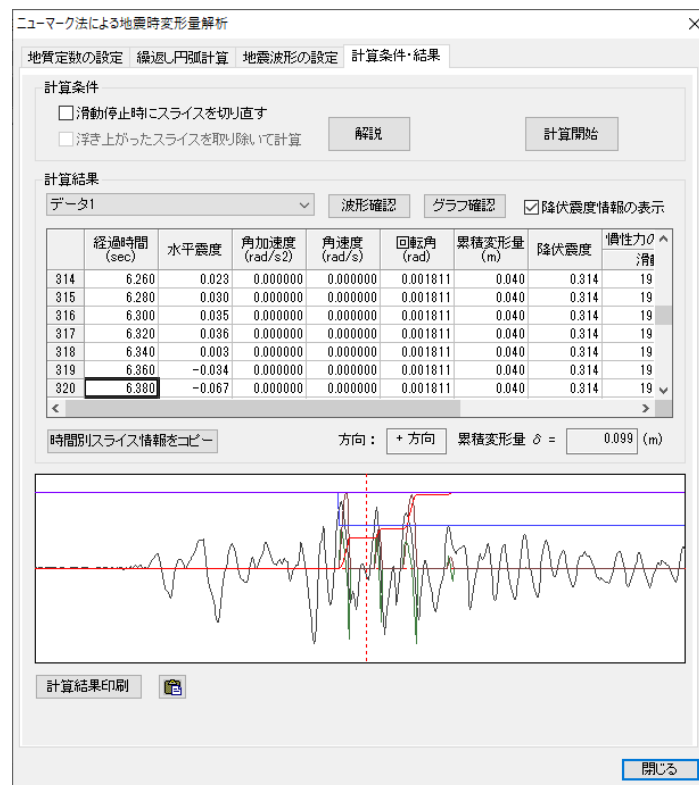 ニューマーク法による地震時変形量解析
地質定数の設定 繰返し円弧計算 地震波形の設定 計算条件・結果
計算条件
滑動停止時にスライスを切り直す
浮き上がったスライスを取り除いて計算
解説
計算開始
計算結果
データ1
波形確認
グラフ確認
降伏震度情報の表示
経過時間 (sec) 水平震度 角加速度 (rad/s2) 角速度 (rad/s) 回転角 (rad) 累積変形量 (m) 降伏震度 慣性力の
314 6.260 0.023 0.000000 0.000000 0.001811 0.040 0.314 19
315 6.280 0.030 0.000000 0.000000 0.001811 0.040 0.314 19
316 6.300 0.035 0.000000 0.000000 0.001811 0.040 0.314 19
317 6.320 0.036 0.000000 0.000000 0.001811 0.040 0.314 19
318 6.340 0.003 0.000000 0.000000 0.001811 0.040 0.314 19
319 6.360 -0.034 0.000000 0.000000 0.001811 0.040 0.314 19
320 6.380 -0.067 0.000000 0.000000 0.001811 0.040 0.314 19
時間別スライス情報をコピー
方向： + 方向 累積変形量 δ = 0.099 (m)
計算結果印刷
閉じる